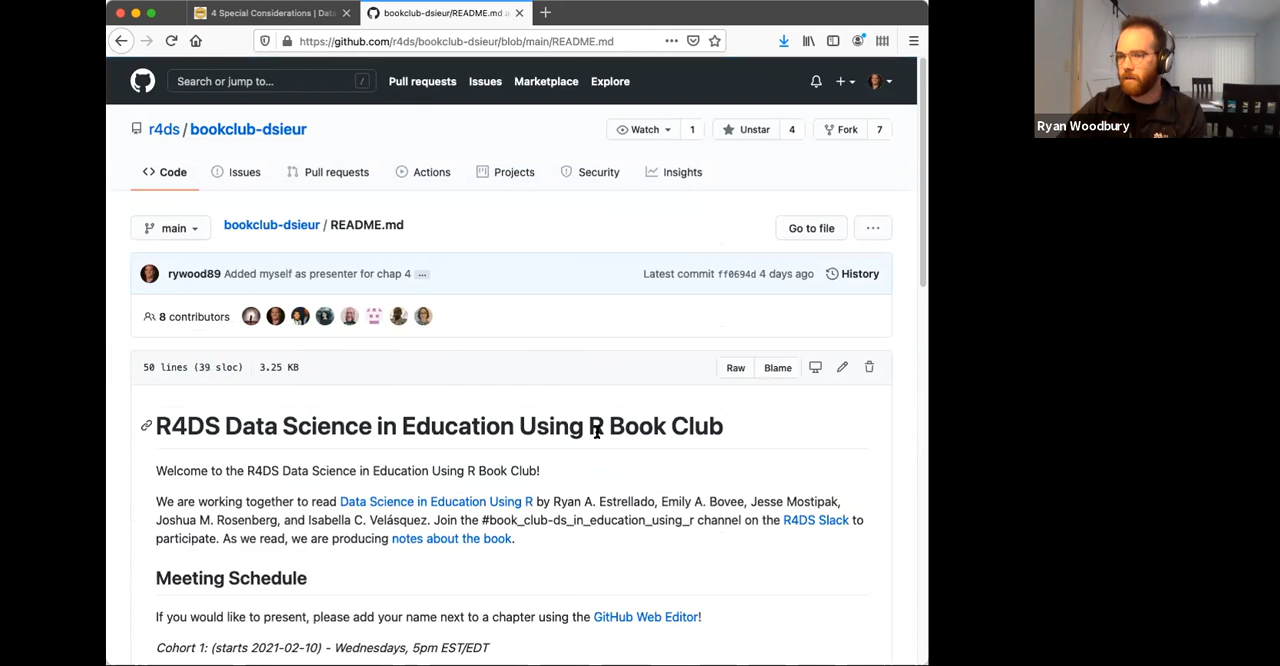 4 Special Considerations | Data
bookclub-dsieur/README.md a
https://github.com/r4ds/bookclub-dsieur/blob/main/README.md
Search or jump to... /
Pull requests Issues Marketplace Explore
r4ds / bookclub-dsieur
Watch 1 Unstar 4 Fork 7
Code Issues Pull requests Actions Projects Security Insights
main bookclub-dsieur / README.md Go to file
rywood89 Added myself as presenter for chap 4 ... Latest commit ff0694d 4 days ago History
8 contributors
50 lines (39 sloc) 3.25 KB Raw Blame
R4DS Data Science in Education Using R Book Club
Welcome to the R4DS Data Science in Education Using R Book Club!
We are working together to read Data Science in Education Using R by Ryan A. Estrellado, Emily A. Bovee, Jesse Mostipak,
Joshua M. Rosenberg, and Isabella C. Velásquez. Join the #book_club-ds_in_education_using_r channel on the R4DS Slack to
participate. As we read, we are producing notes about the book.
Meeting Schedule
If you would like to present, please add your name next to a chapter using the GitHub Web Editor!
Cohort 1: (starts 2021-02-10) - Wednesdays, 5pm EST/EDT
Ryan Woodbury